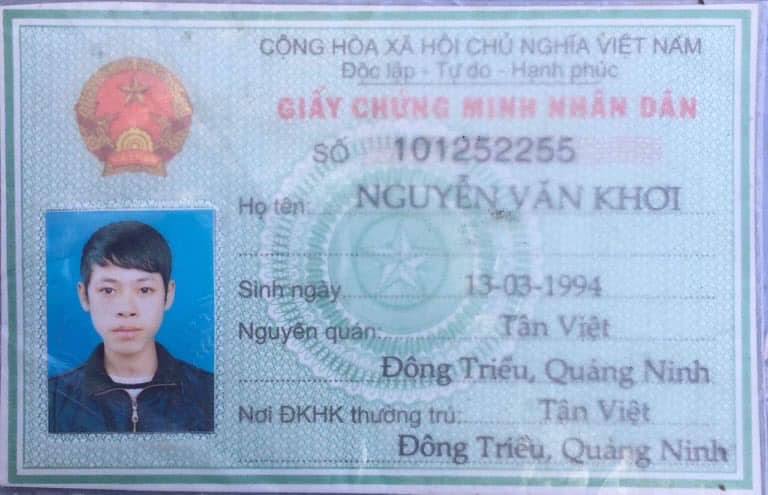 CỘNG HÒA XÃ HỘI CHỦ NGHĨA VIỆT NAM
Độc lập - Tự do - Hạnh phúc
GIẤY CHỨNG MINH NHÂN DÂN
SỐ 101252255
Họ tên: NGUYỄN VĂN KHƠI
Sinh ngày 13-03-1994
Nguyên quán: Tân Việt
Đông Triều, Quảng Ninh
Nơi ĐKHK thường trú: Tân Việt
Đông Triều, Quảng Ninh